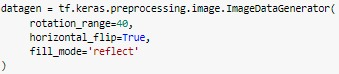 datagen = tf.keras.preprocessing.image.ImageDataGenerator(
    rotation_range=40,
    horizontal_flip=True,
    fill_mode='reflect'
)